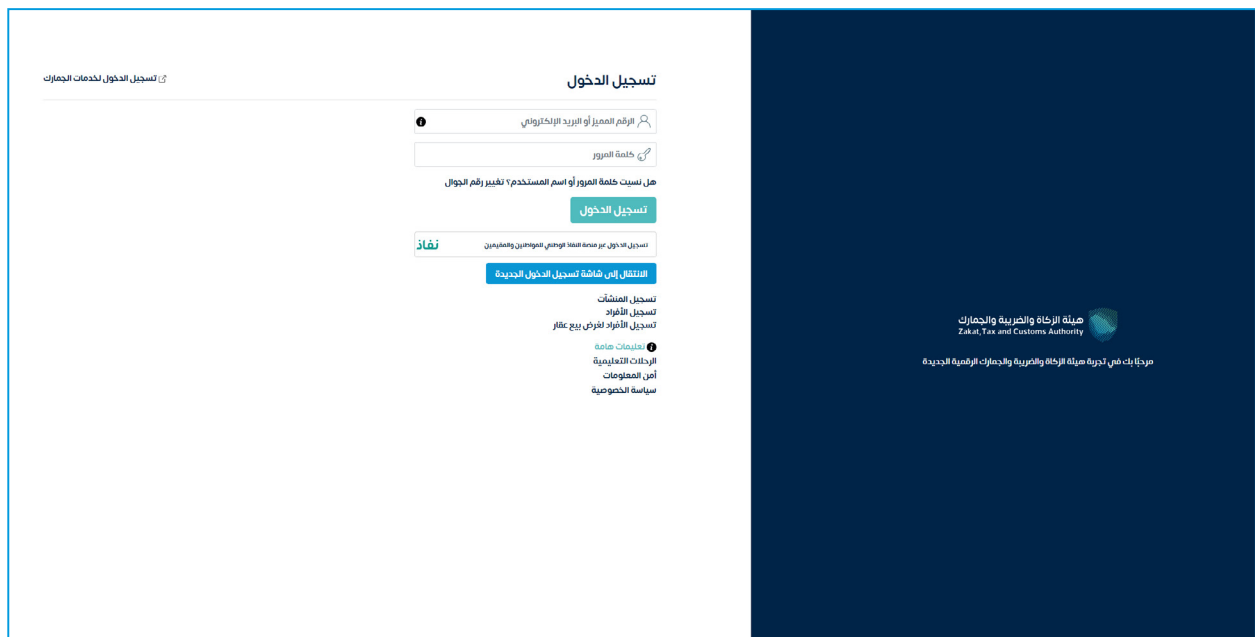 تسجيل الدخول
تسجيل الدخول لخدمات الجمارك
الرقم المميز أو البريد الإلكتروني
كلمة المرور
هل نسيت كلمة المرور أو اسم المستخدم؟ تغيير رقم الجوال
تسجيل الدخول
تسجيل الدخول عبر منصة النفاذ الوطني للمواطنين والمقيمين
نفاذ
الانتقال إلى شاشة تسجيل الدخول الجديدة
تسجيل المنشآت
تسجيل الأفراد
تسجيل الأفراد لغرض بيع عقار
تعليمات هامة
الرحلات التعليمية
أمن المعلومات
سياسة الخصوصية
هيئة الزكاة والضريبة والجمارك
Zakat,Tax and Customs Authority
مرحبًا بك في تجربة هيئة الزكاة والضريبة والجمارك الرقمية الجديدة